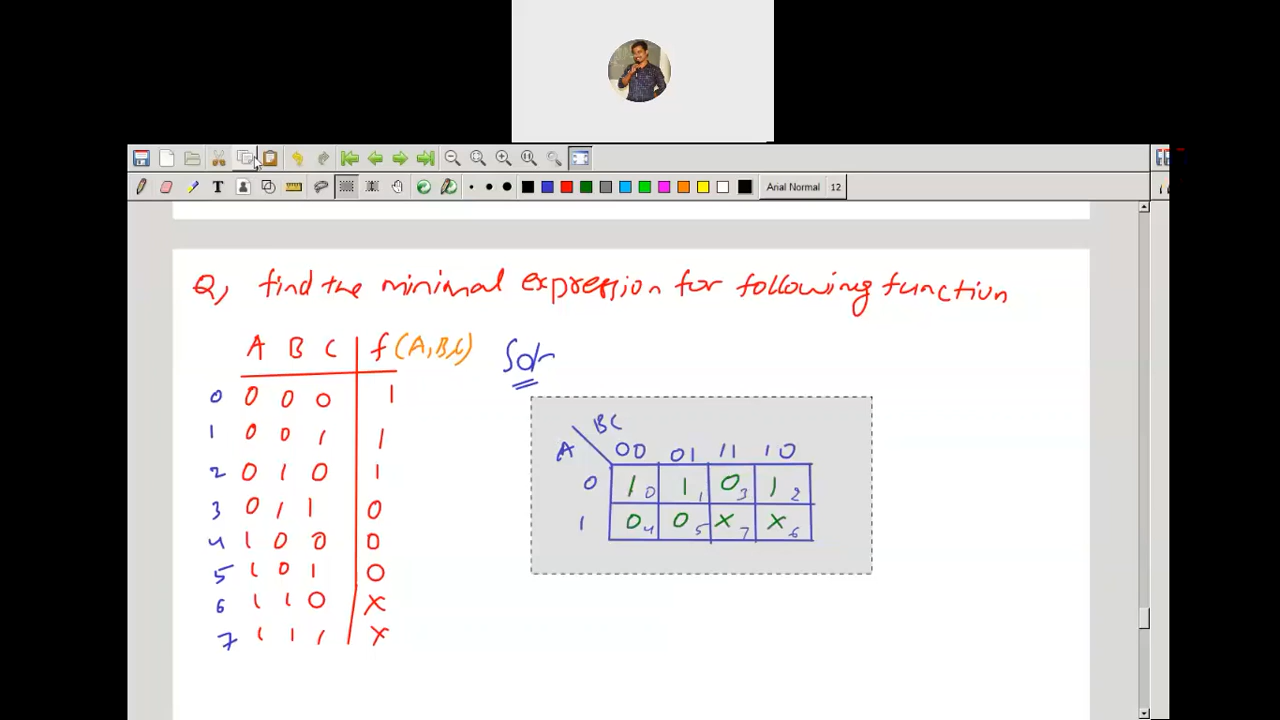 Arial Normal 12
Q, find the minimal expression for following function
A B C f (A,B,C)
0 0 0 0 1
1 0 0 1 1
2 0 1 0 1
3 0 1 1 0
4 1 0 0 0
5 1 0 1 0
6 1 1 0 x
7 1 1 1 x
Soln
BC
A 00 01 11 10
0 1 0 1 1 0 3 1 2
1 0 4 0 5 x 7 x 6